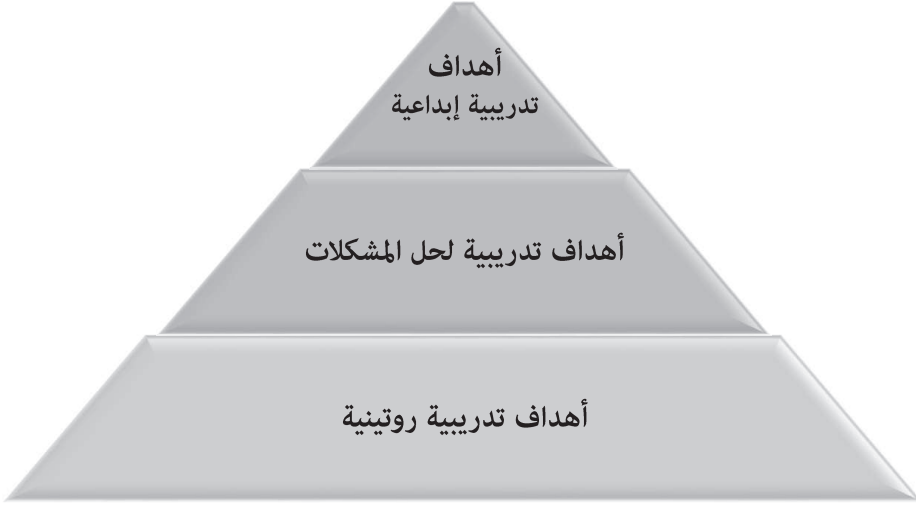 أهداف
تدريبية إبداعية
أهداف تدريبية لحل المشكلات
أهداف تدريبية روتينية